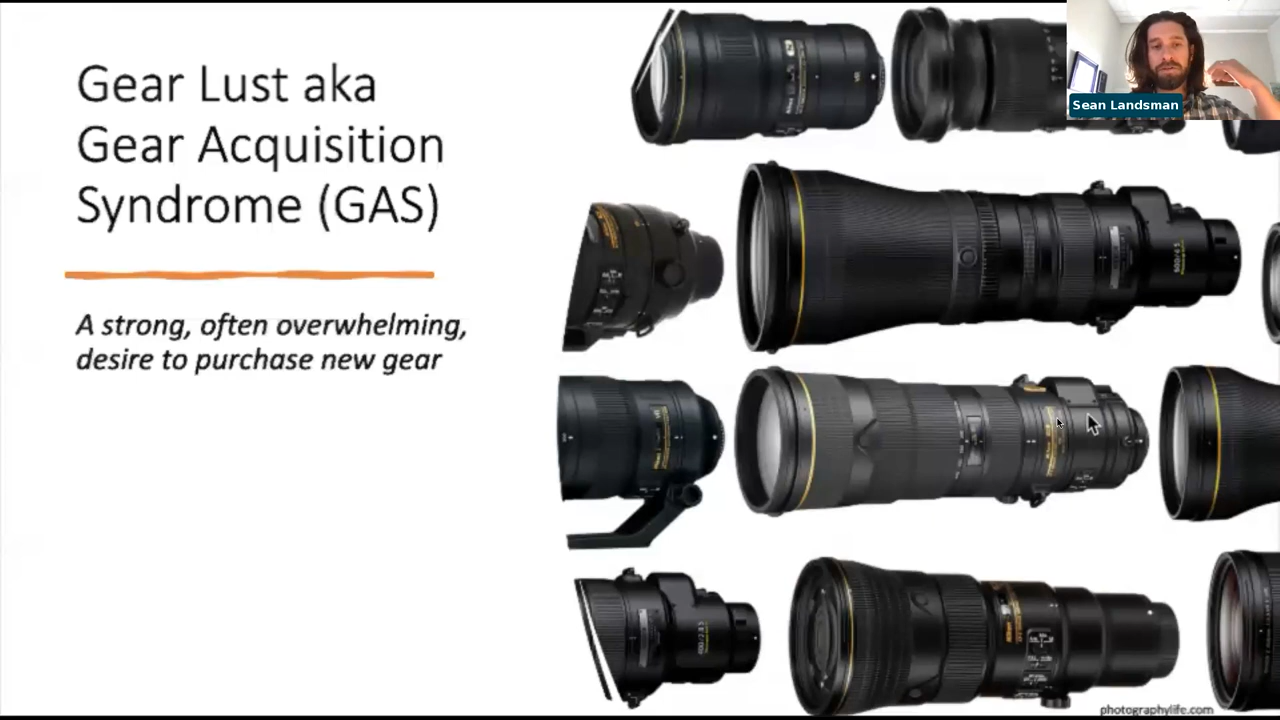 Gear Lust aka
Gear Acquisition
Syndrome (GAS)
A strong, often overwhelming,
desire to purchase new gear
Sean Landsman
photographylife.com